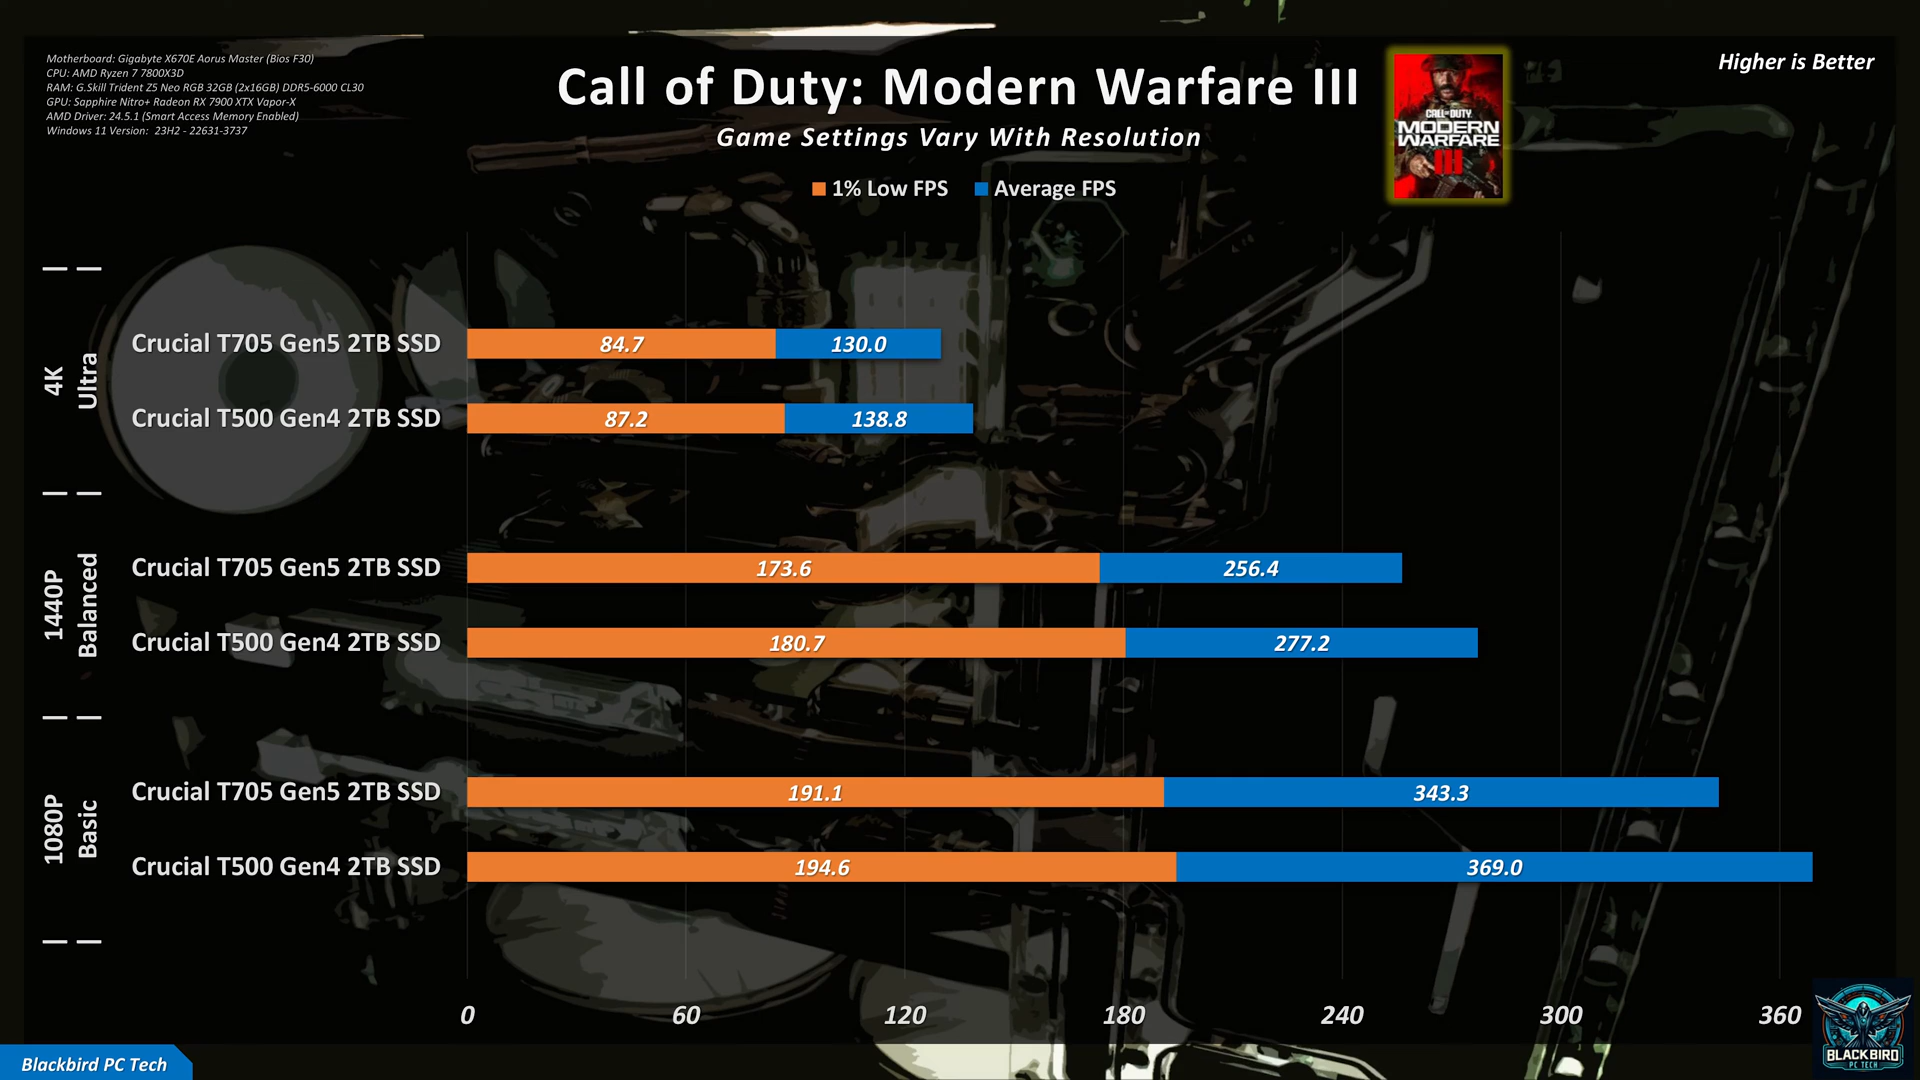 Motherboard: Gigabyte X670E Aorus Master (Bios F30)
CPU: AMD Ryzen 7 7800X3D
RAM: G.Skill Trident Z5 Neo RGB 32GB (2x16GB) DDR5-6000 CL30
GPU: Sapphire Nitro+ Radeon RX 7900 XTX Vapor-X
AMD Driver: 24.5.1 (Smart Access Memory Enabled)
Windows 11 Version: 23H2 - 22631-3737
Call of Duty: Modern Warfare III
Game Settings Vary With Resolution
1% Low FPS
Average FPS
CALL OF DUTY
MODERN
WARFARE
III
Higher is Better
4K
Ultra
Crucial T705 Gen5 2TB SSD
84.7
130.0
Crucial T500 Gen4 2TB SSD
87.2
138.8
1440P
Balanced
Crucial T705 Gen5 2TB SSD
173.6
256.4
Crucial T500 Gen4 2TB SSD
180.7
277.2
1080P
Basic
Crucial T705 Gen5 2TB SSD
191.1
343.3
Crucial T500 Gen4 2TB SSD
194.6
369.0
0
60
120
180
240
300
360
Blackbird PC Tech
BLACKBIRD
PC TECH